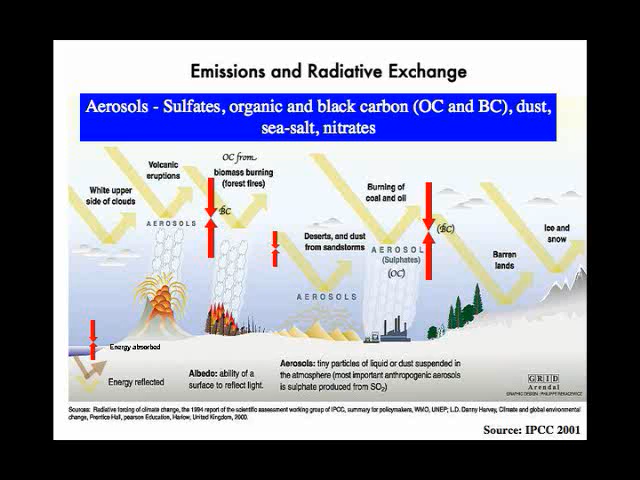 Emissions and Radiative Exchange
Aerosols - Sulfates, organic and black carbon (OC and BC), dust,
sea-salt, nitrates
White upper
side of clouds
Volcanic
eruptions
OC from
biomass burning
(forest fires)
BC
AEROSOLS
Deserts, and dust
from sandstorms
AEROSOLS
Burning of
coal and oil
AEROSOL
(Sulphates)
(OC)
(BC)
Barren
lands
Ice and
snow
Energy absorbed
Energy reflected
Albedo: ability of a
surface to reflect light.
Aerosols: tiny particles of liquid or dust suspended in
the atmosphere (most important anthropogenic aerosols
is sulphate produced from SO2)
GRID
Arendal
GRAPHIC DESIGN: PHILIPPE REKACEWICZ
Sources: Radiative forcing of climate change, the 1994 report of the scientific assessment working group of IPCC, summary for policymakers, WMO, UNEP; L.D. Danny Harvey, Climate and global environmental
change, Prentice Hall, pearson Education, Harlow, United Kingdom, 2000.
Source: IPCC 2001